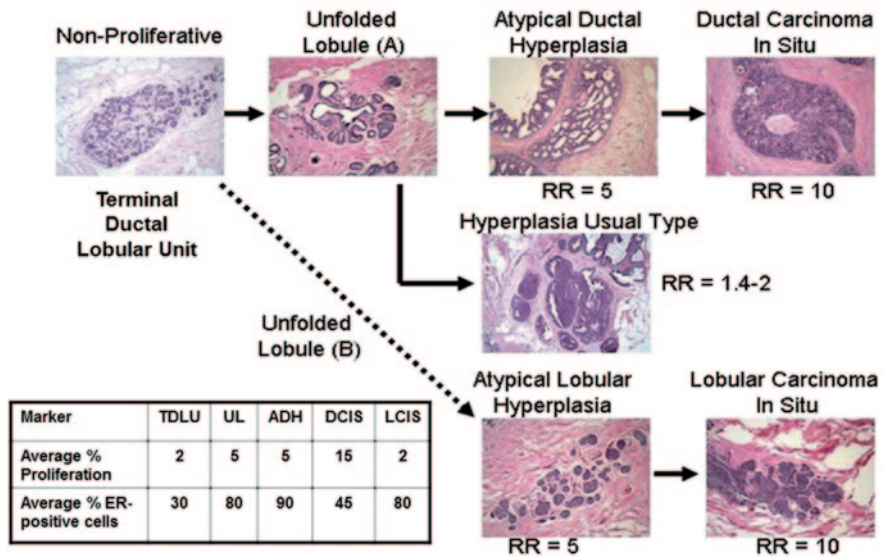 Non-Proliferative
Unfolded
Lobule (A)
Atypical Ductal
Hyperplasia
Ductal Carcinoma
In Situ
Terminal
Ductal
Lobular Unit
RR = 5
RR = 10
Hyperplasia Usual Type
RR = 1.4-2
Unfolded
Lobule (B)
Atypical Lobular
Hyperplasia
Lobular Carcinoma
In Situ
RR = 5
RR = 10
Marker TDLU UL ADH DCIS LCIS
Average %
Proliferation 2 5 5 15 2
Average % ER-
positive cells 30 80 90 45 80